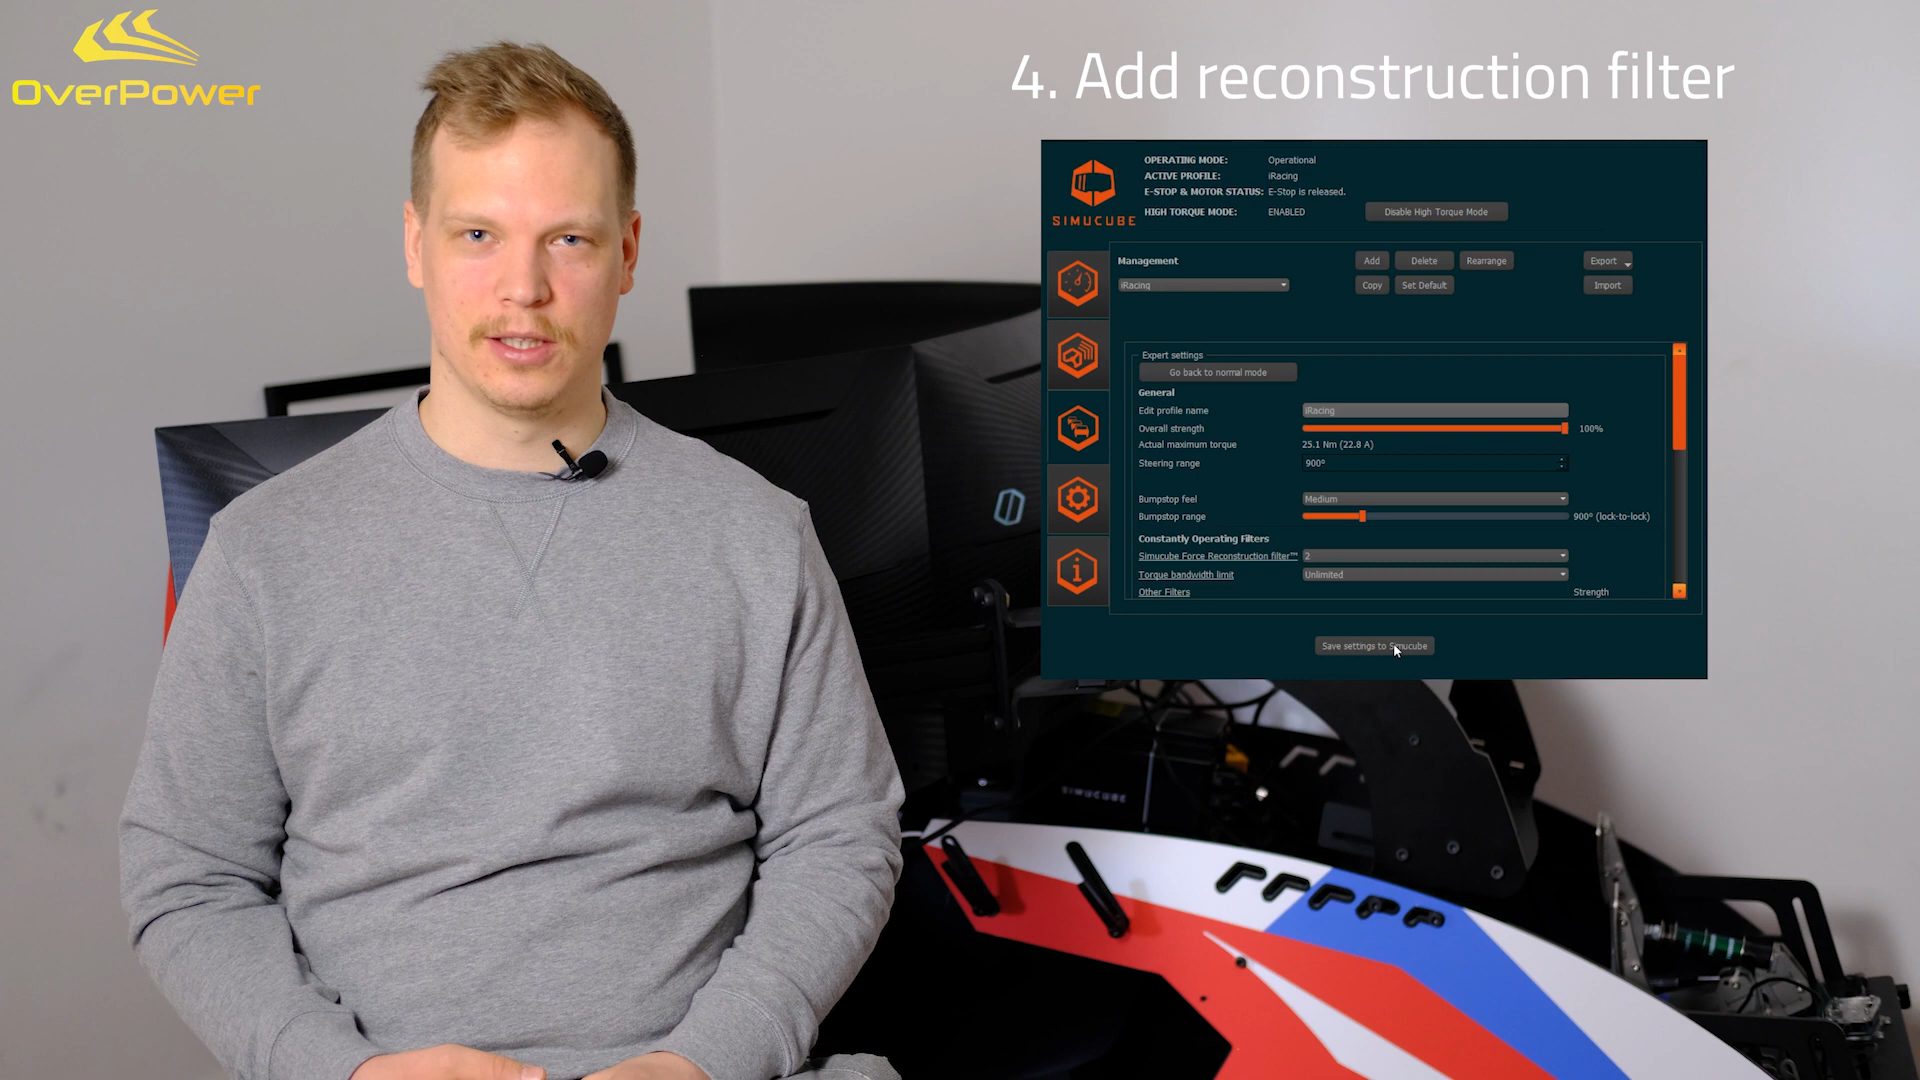 OverPower
4. Add reconstruction filter
SIMUCUBE
OPERATING MODE: Operational
ACTIVE PROFILE: iRacing
E-STOP & MOTOR STATUS: E-Stop is released.
HIGH TORQUE MODE: ENABLED
Disable High Torque Mode
Management
Add Delete Rearrange Export
iRacing
Copy Set Default Import
Expert settings
Go back to normal mode
General
Edit profile name iRacing
Overall strength 100%
Actual maximum torque 25.1 Nm (22.8 A)
Steering range 900°
Bumpstop feel Medium
Bumpstop range 900° (lock-to-lock)
Constantly Operating Filters
Simucube Force Reconstruction filter™ 2
Torque bandwidth limit Unlimited
Other Filters Strength
Save settings to Simucube
SIMUCUBE